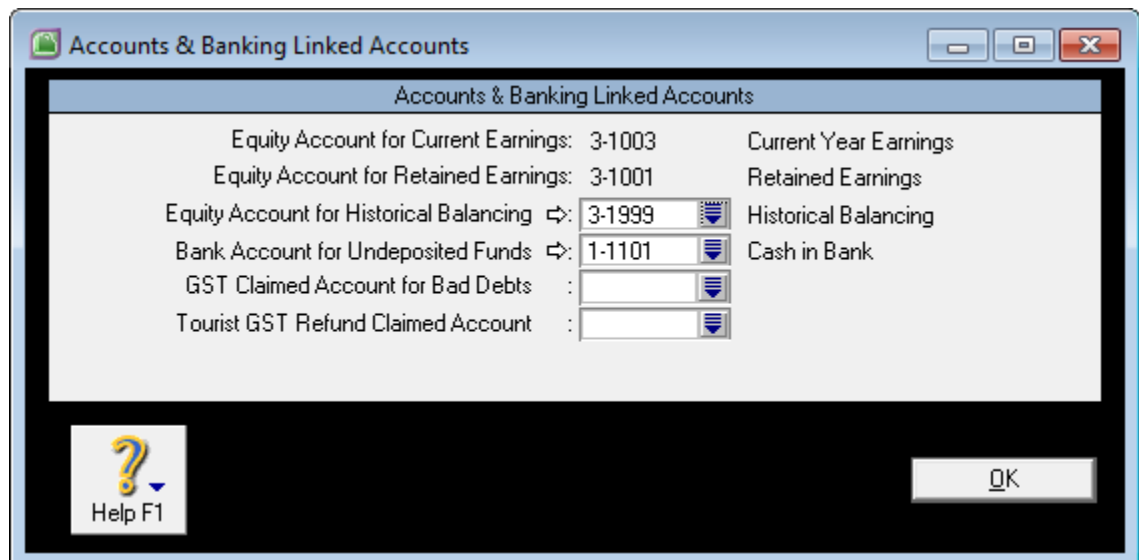 Accounts & Banking Linked Accounts
Accounts & Banking Linked Accounts
Equity Account for Current Earnings: 3-1003 Current Year Earnings
Equity Account for Retained Earnings: 3-1001 Retained Earnings
Equity Account for Historical Balancing ⇨: 3-1999 Historical Balancing
Bank Account for Undeposited Funds ⇨: 1-1101 Cash in Bank
GST Claimed Account for Bad Debts :
Tourist GST Refund Claimed Account :
Help F1
OK